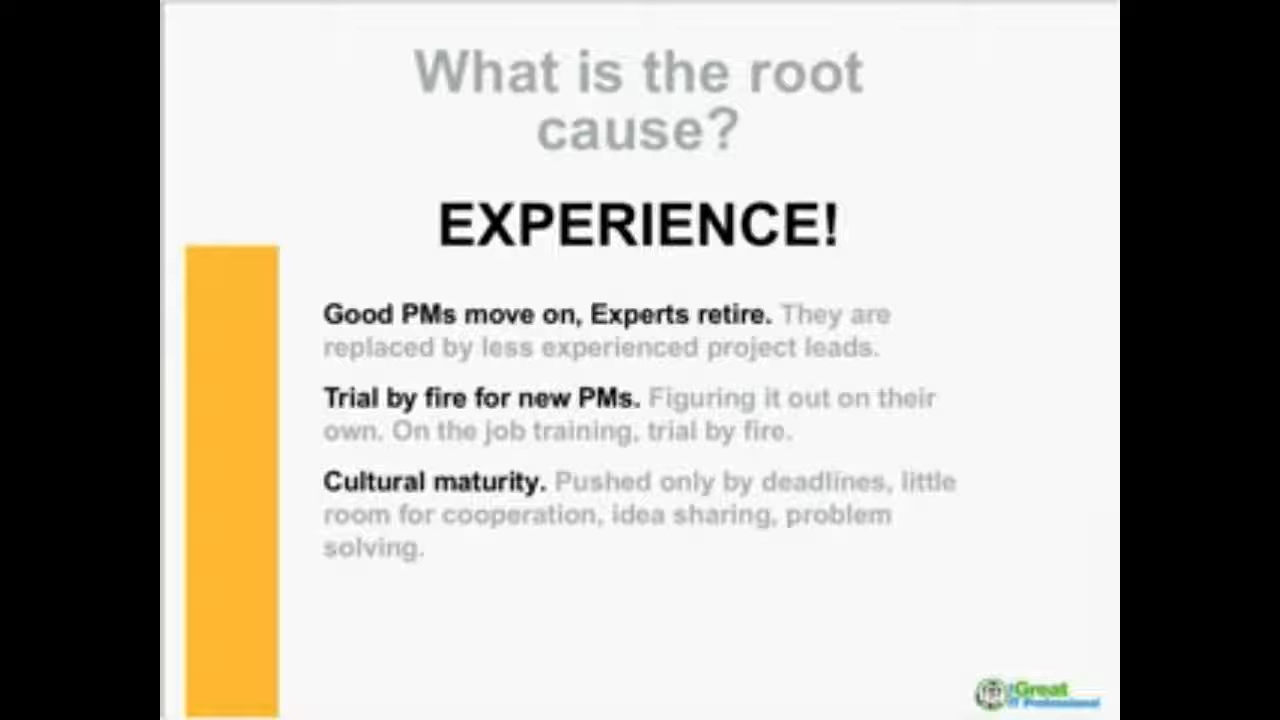 What is the root
cause?
EXPERIENCE!
Good PMs move on, Experts retire. They are
replaced by less experienced project leads.
Trial by fire for new PMs. Figuring it out on their
own. On the job training, trial by fire.
Cultural maturity. Pushed only by deadlines, little
room for cooperation, idea sharing, problem
solving.
Great
IT Professional